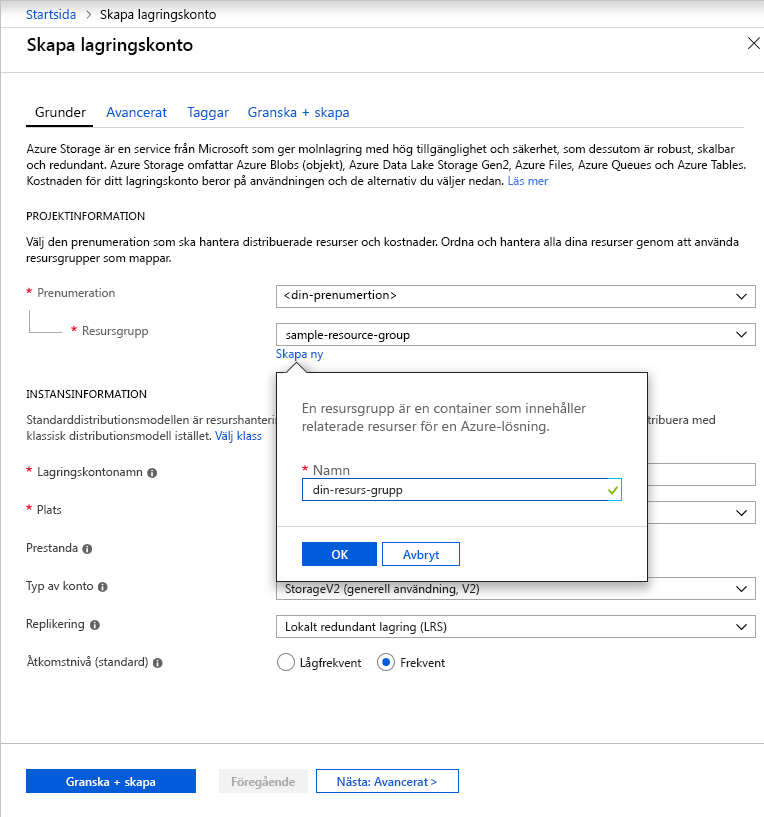 Startsida > Skapa lagringskonto
Skapa lagringskonto
Grunder Avancerat Taggar Granska + skapa
Azure Storage är en service från Microsoft som ger molnlagring med hög tillgänglighet och säkerhet, som dessutom är robust, skalbar
och redundant. Azure Storage omfattar Azure Blobs (objekt), Azure Data Lake Storage Gen2, Azure Files, Azure Queues och Azure Tables.
Kostnaden för ditt lagringskonto beror på användningen och de alternativ du väljer nedan. Läs mer
PROJEKTINFORMATION
Välj den prenumeration som ska hantera distribuerade resurser och kostnader. Ordna och hantera alla dina resurser genom att använda
resursgrupper som mappar.
* Prenumeration
<din-prenumertion>
* Resursgrupp
sample-resource-group
Skapa ny
En resursgrupp är en container som innehåller
relaterade resurser för en Azure-lösning.
* Namn
din-resurs-grupp
OK Avbryt
INSTANSINFORMATION
Standarddistributionsmodellen är resurshanterin tribuera med
klassisk distributionsmodell istället. Välj klass
* Lagringskontonamn
* Plats
Prestanda
Typ av konto
StorageV2 (generell användning, V2)
Replikering
Lokalt redundant lagring (LRS)
Åtkomstnivå (standard)
Lågfrekvent Frekvent
Granska + skapa Föregående Nästa: Avancerat >